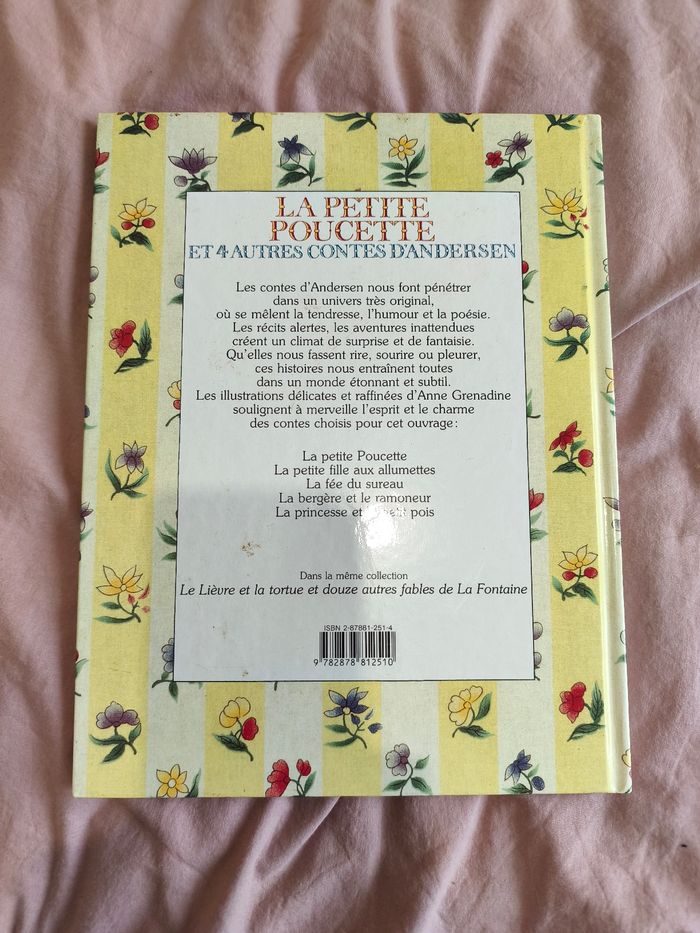 LA PETITE
POUCETTE
ET 4 AUTRES CONTES D'ANDERSEN
Les contes d'Andersen nous font pénétrer
dans un univers très original,
où se mêlent la tendresse, l'humour et la poésie.
Les récits alertes, les aventures inattendues
créent un climat de surprise et de fantaisie.
Qu'elles nous fassent rire, sourire ou pleurer,
ces histoires nous entraînent toutes
dans un monde étonnant et subtil.
Les illustrations délicates et raffinées d'Anne Grenadine
soulignent à merveille l'esprit et le charme
des contes choisis pour cet ouvrage :
La petite Poucette
La petite fille aux allumettes
La fée du sureau
La bergère et le ramoneur
La princesse et petit pois
Dans la même collection
Le Lièvre et la tortue et douze autres fables de La Fontaine
ISBN 2-87881-251-4
9 782878 812510